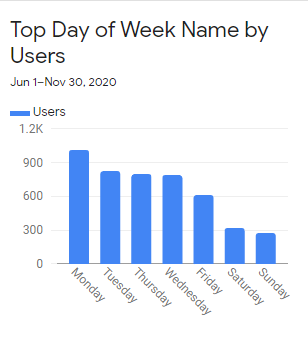 Top Day of Week Name by
Users
Jun 1–Nov 30, 2020
Users
1.2K
900
600
300
0
Monday
Tuesday
Thursday
Wednesday
Friday
Saturday
Sunday